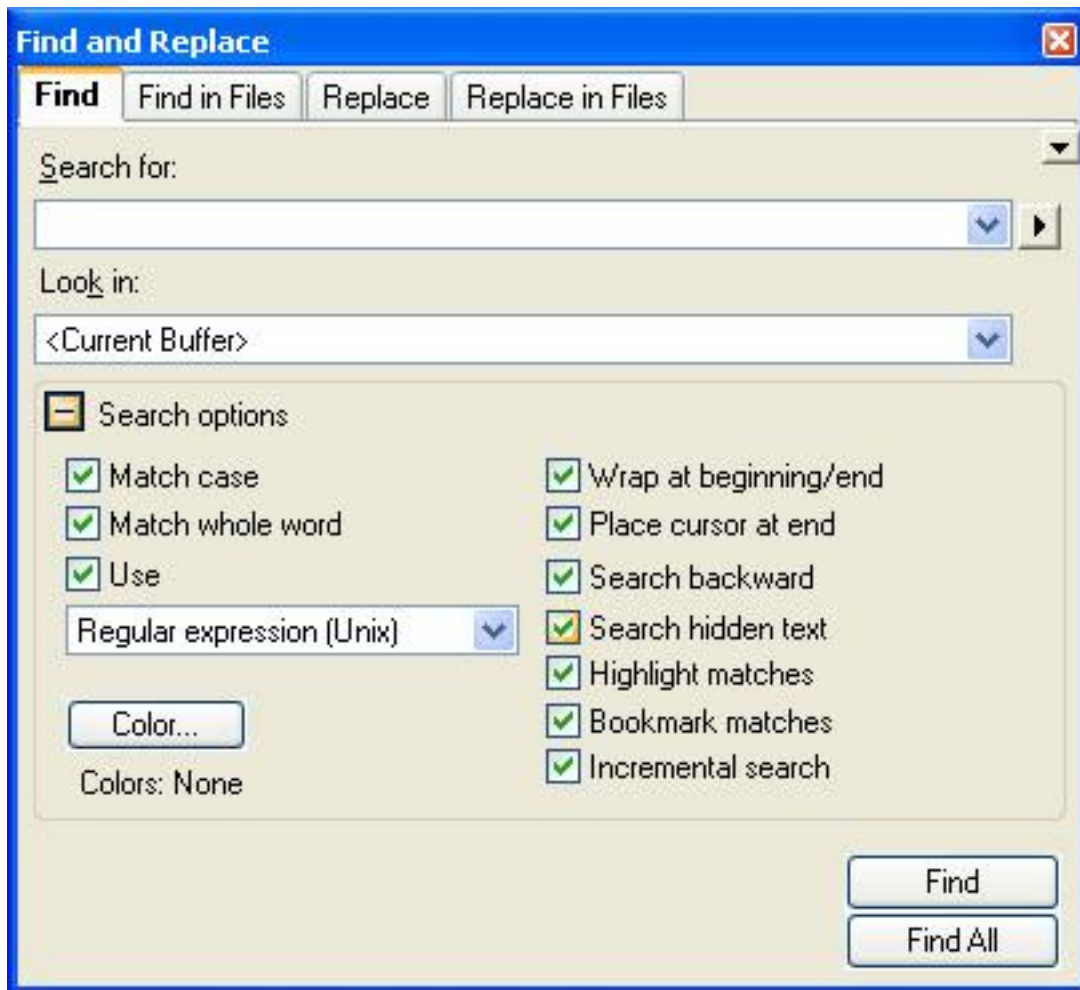 Find and Replace
Find Find in Files Replace Replace in Files
Search for:
Look in:
<Current Buffer>
Search options
Match case
Match whole word
Use
Regular expression (Unix)
Color...
Colors: None
Wrap at beginning/end
Place cursor at end
Search backward
Search hidden text
Highlight matches
Bookmark matches
Incremental search
Find
Find All